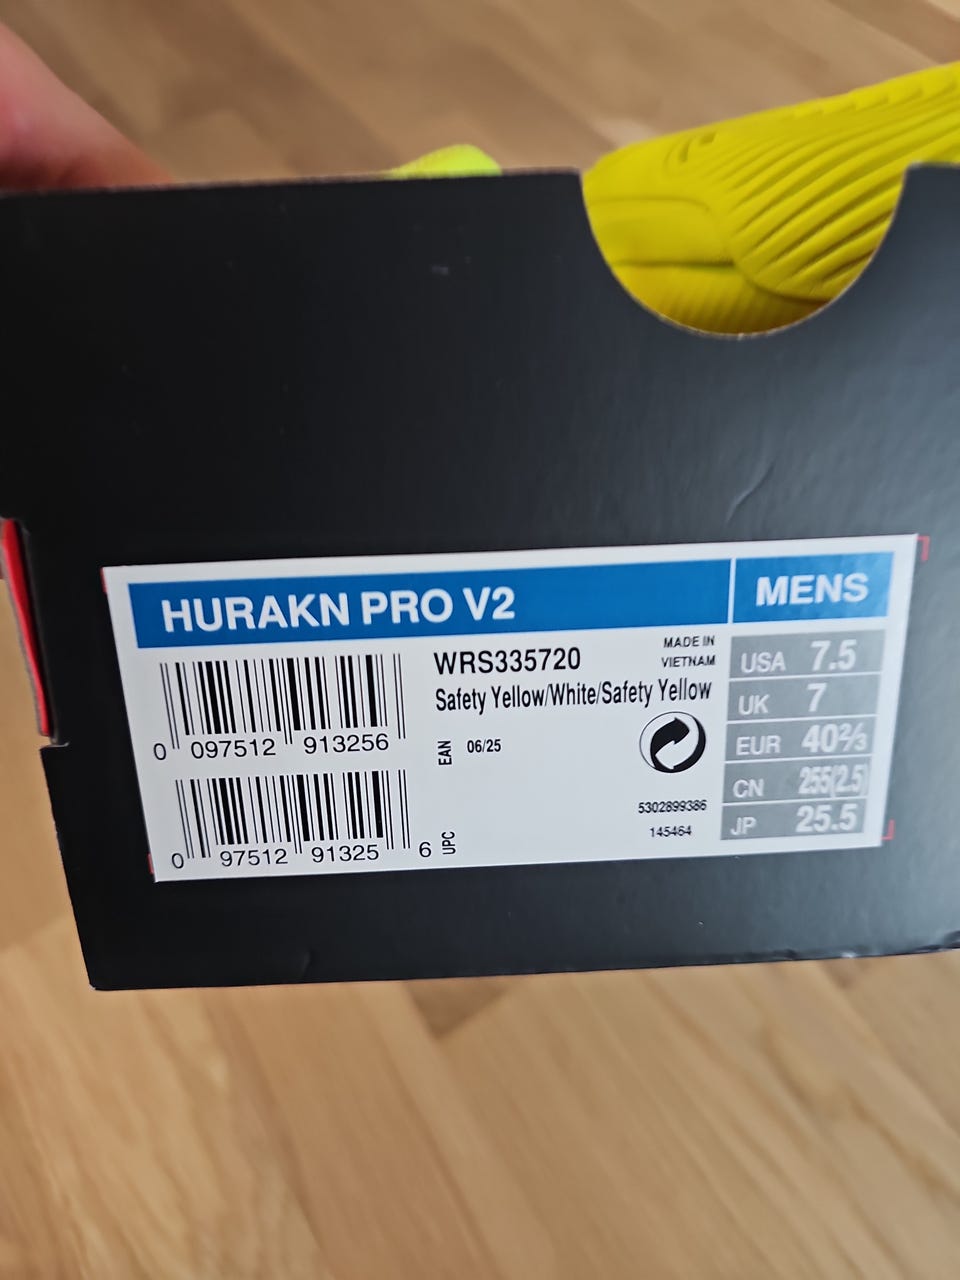 HURAKN PRO V2
MENS
WRS335720
MADE IN
VIETNAM
Safety Yellow/White/Safety Yellow
0 097512 913256
EAN
06/25
0 97512 91325 6
UPC
5302899386
145464
USA 7.5
UK 7
EUR 40⅔
CN 255(2.5)
JP 25.5